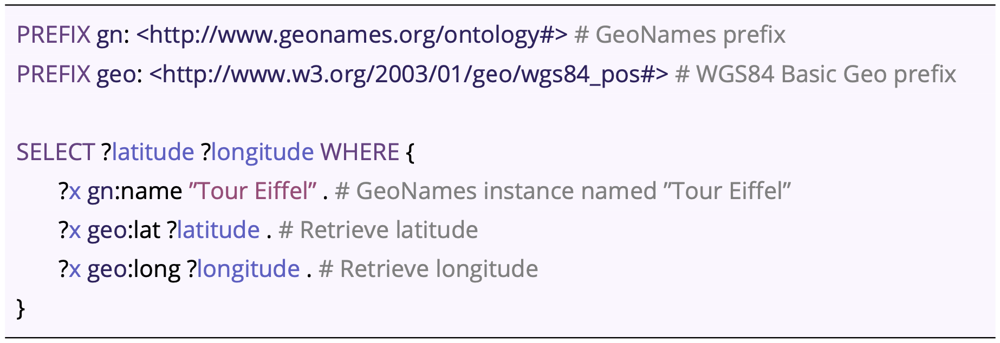 PREFIX gn: <http://www.geonames.org/ontology#> # GeoNames prefix
PREFIX geo: <http://www.w3.org/2003/01/geo/wgs84_pos#> # WGS84 Basic Geo prefix
SELECT ?latitude ?longitude WHERE {
?x gn:name ”Tour Eiffel” . # GeoNames instance named ”Tour Eiffel”
?x geo:lat ?latitude . # Retrieve latitude
?x geo:long ?longitude . # Retrieve longitude
}